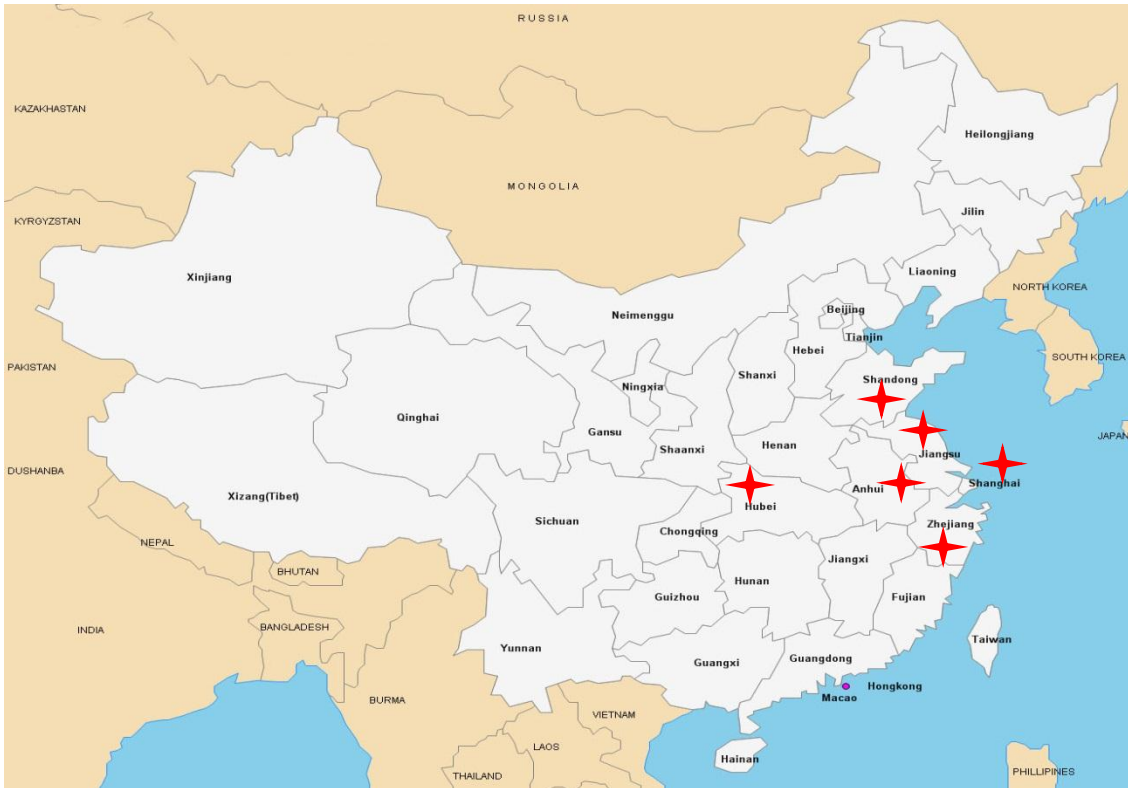 RUSSIA
KAZAKHSTAN
Heilongjiang
MONGOLIA
KYRGYZSTAN
Jilin
Xinjiang
Liaoning
NORTH KOREA
Neimenggu
Beijing
Tianjin
Hebei
SOUTH KOREA
PAKISTAN
Shanxi
Shandong
Ningxia
Qinghai
Gansu
JAPAN
Shaanxi
Henan
Jiangsu
DUSHANBA
Xizang(Tibet)
Anhui
Shanghai
Hubei
Sichuan
Zhejiang
Chongqing
NEPAL
Jiangxi
BHUTAN
Hunan
Guizhou
Fujian
BANGLADESH
INDIA
Taiwan
Yunnan
Guangxi
Guangdong
Hongkong
Macao
BURMA
VIETNAM
LAOS
Hainan
THAILAND
PHILLIPINES